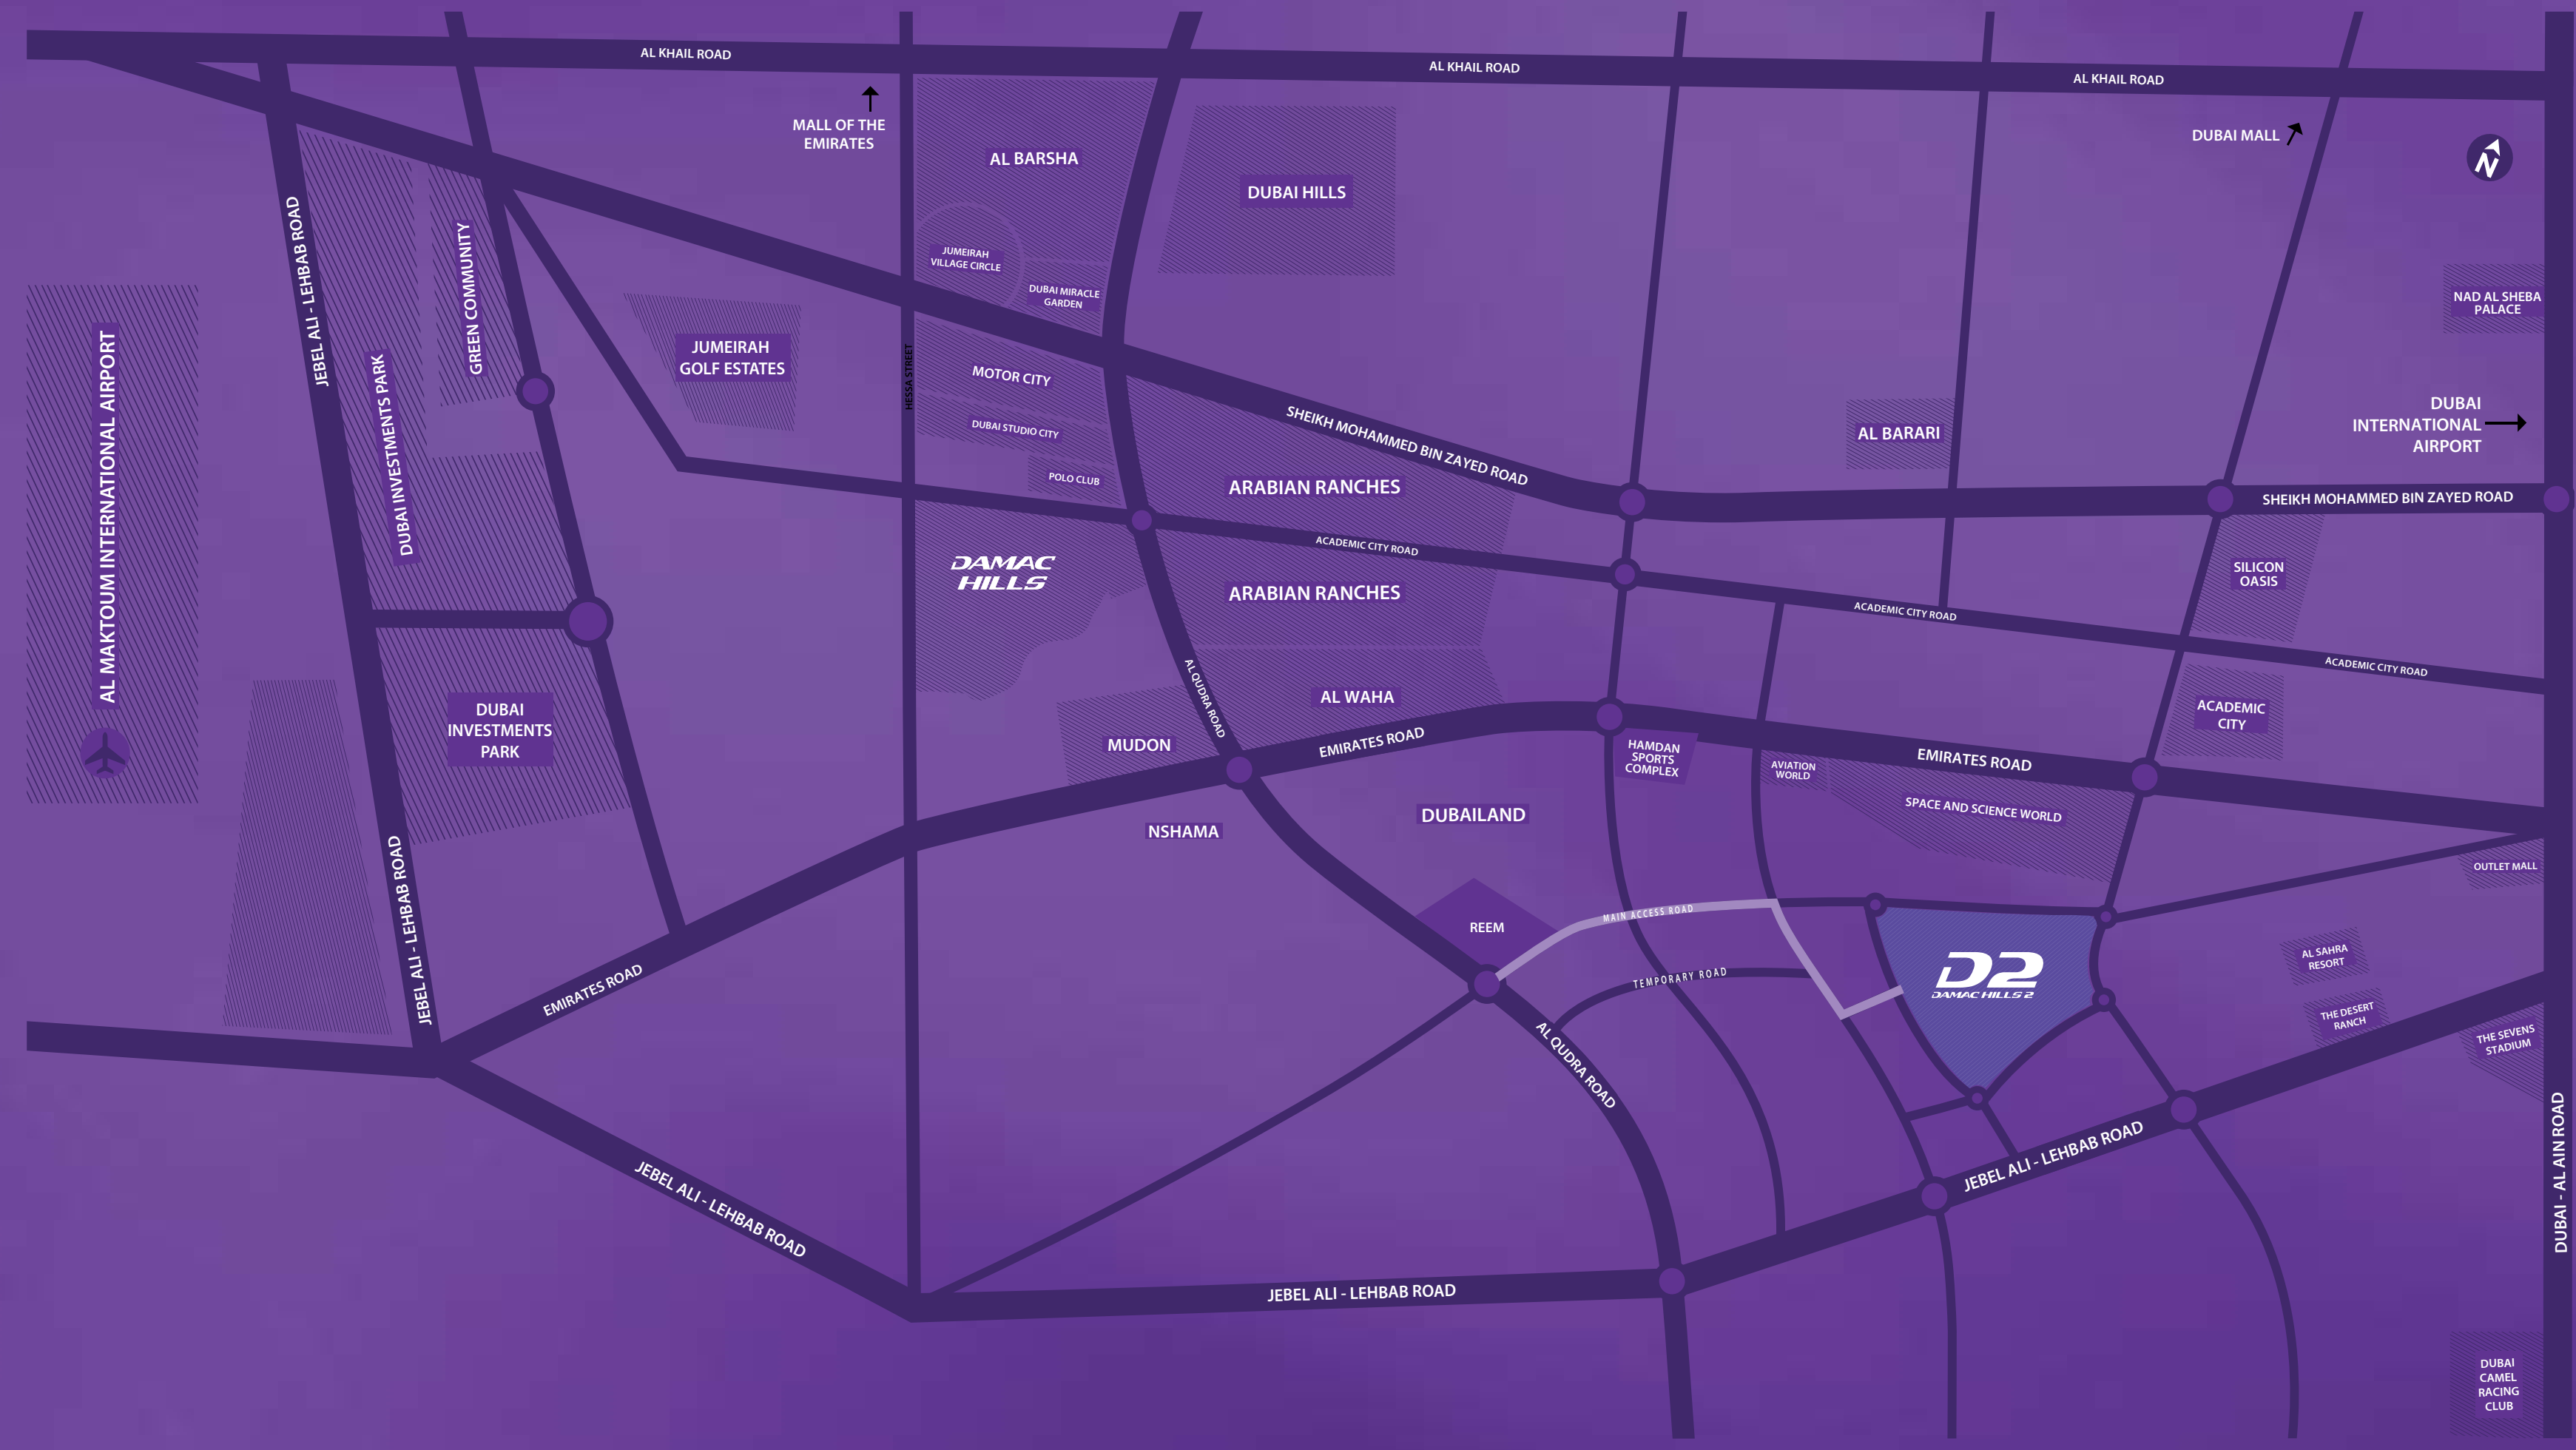 AL KHAIL ROAD
AL KHAIL ROAD
AL KHAIL ROAD
MALL OF THE
EMIRATES
DUBAI MALL
N
AL BARSHA
DUBAI HILLS
JEBEL ALI - LEHBAB ROAD
GREEN COMMUNITY
JUMEIRAH
VILLAGE CIRCLE
DUBAI MIRACLE
GARDEN
NAD AL SHEBA
PALACE
AL MAKTOUM INTERNATIONAL AIRPORT
DUBAI INVESTMENTS PARK
JUMEIRAH
GOLF ESTATES
HESSA STREET
MOTOR CITY
DUBAI STUDIO CITY
POLO CLUB
SHEIKH MOHAMMED BIN ZAYED ROAD
AL BARARI
DUBAI
INTERNATIONAL
AIRPORT
SHEIKH MOHAMMED BIN ZAYED ROAD
ARABIAN RANCHES
ACADEMIC CITY ROAD
DAMAC
HILLS
ARABIAN RANCHES
ACADEMIC CITY ROAD
SILICON
OASIS
ACADEMIC CITY ROAD
DUBAI
INVESTMENTS
PARK
AL QUDRA ROAD
AL WAHA
MUDON
EMIRATES ROAD
HAMDAN
SPORTS
COMPLEX
AVIATION
WORLD
EMIRATES ROAD
ACADEMIC
CITY
SPACE AND SCIENCE WORLD
NSHAMA
DUBAILAND
OUTLET MALL
JEBEL ALI - LEHBAB ROAD
REEM
MAIN ACCESS ROAD
TEMPORARY ROAD
D2
DAMAC HILLS 2
AL SAHRA
RESORT
THE DESERT
RANCH
THE SEVENS
STADIUM
EMIRATES ROAD
AL QUDRA ROAD
JEBEL ALI - LEHBAB ROAD
JEBEL ALI - LEHBAB ROAD
JEBEL ALI - LEHBAB ROAD
DUBAI - AL AIN ROAD
DUBAI
CAMEL
RACING
CLUB